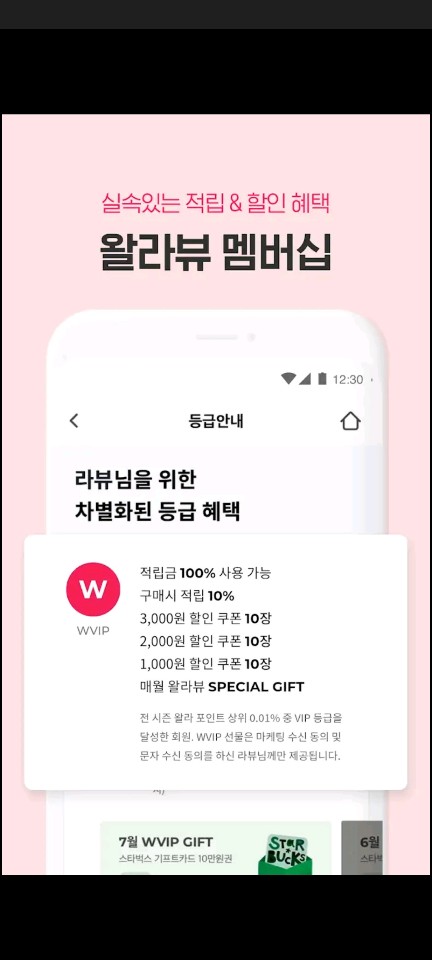 실속있는 적립 & 할인 혜택
왈라뷰 멤버십
12:30
등급안내
라뷰님을 위한
차별화된 등급 혜택
W
WVIP
적립금 100% 사용 가능
구매시 적립 10%
3,000원 할인 쿠폰 10장
2,000원 할인 쿠폰 10장
1,000원 할인 쿠폰 10장
매월 왈라뷰 SPECIAL GIFT
전 시즌 왈라 포인트 상위 0.01% 중 VIP 등급을
달성한 회원. WVIP 선물은 마케팅 수신 동의 및
문자 수신 동의를 하신 라뷰님께만 제공됩니다.
7월 WVIP GIFT
스타벅스 기프트카드 10만원권
STAR
BUCKS
6월
스타벅